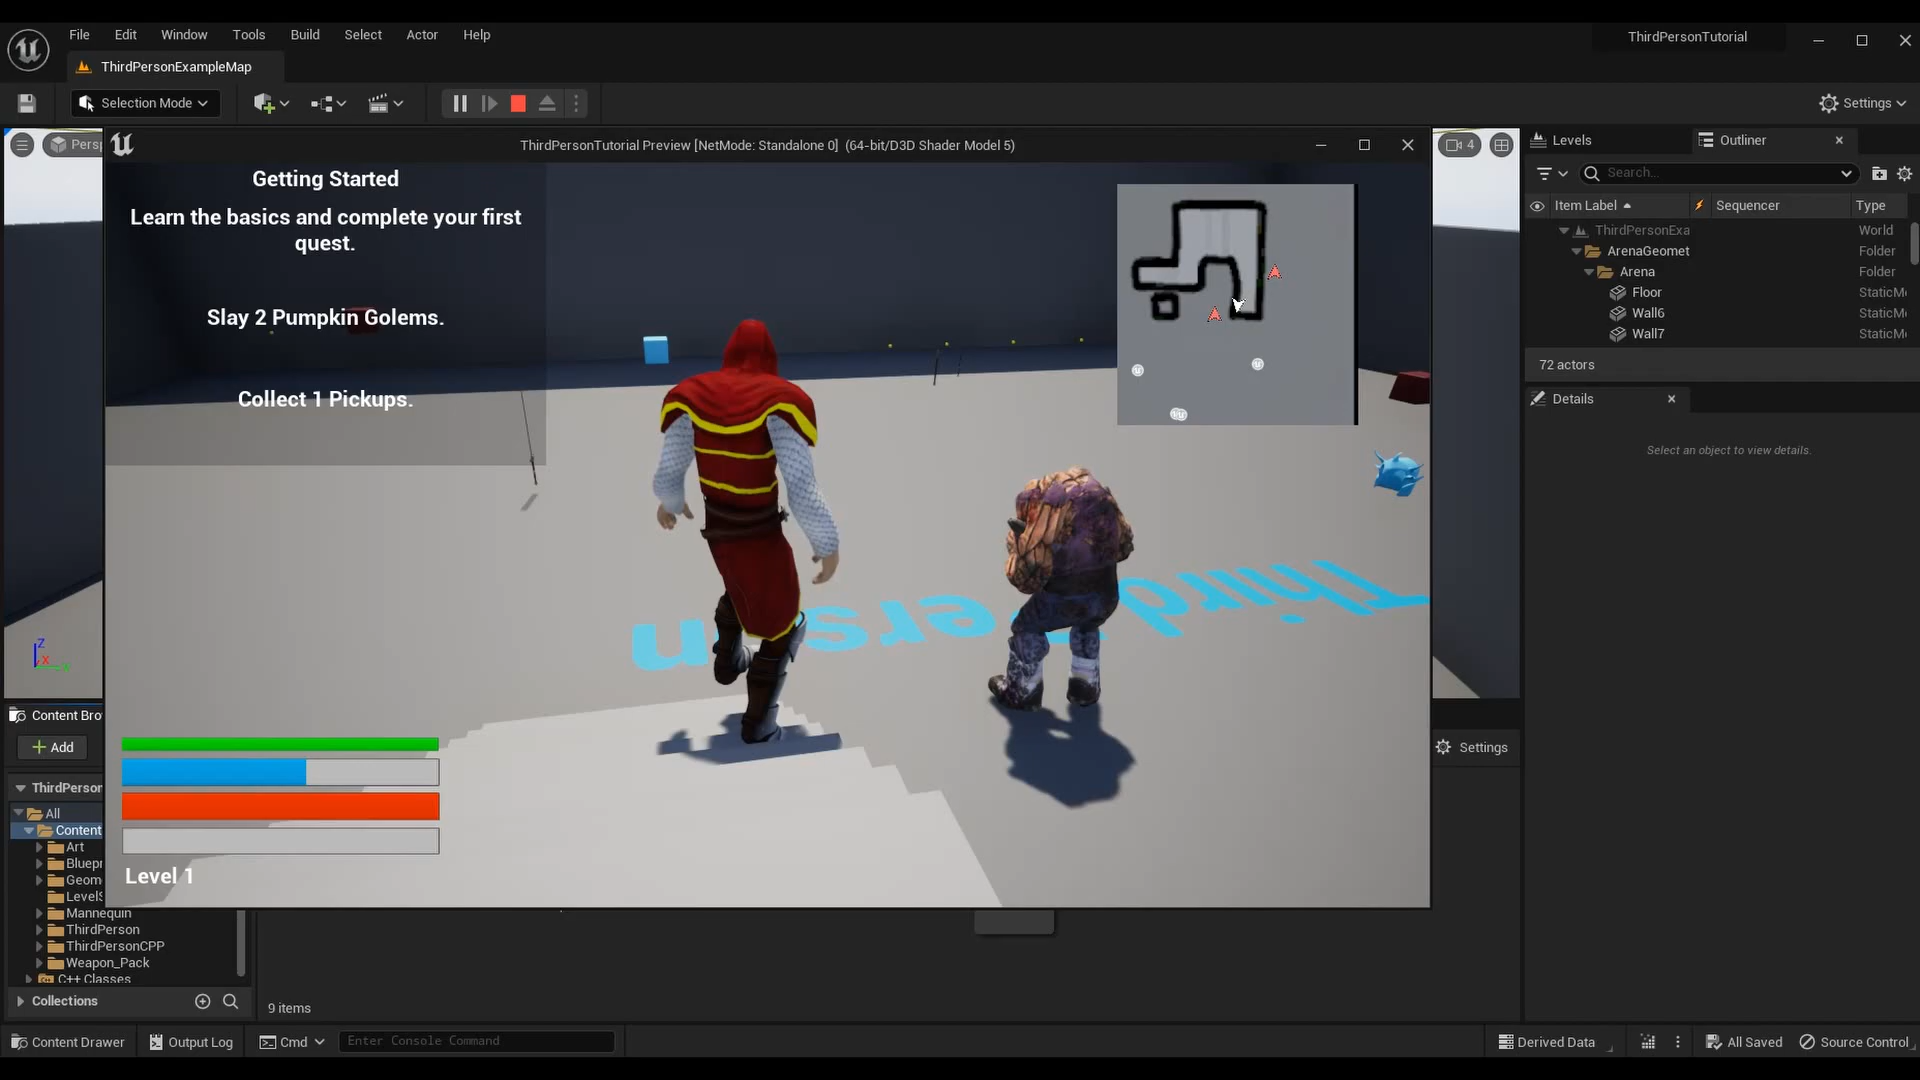 File Edit Window Tools Build Select Actor Help
ThirdPersonTutorial
ThirdPersonExampleMap
Selection Mode
Settings
Persp
ThirdPersonTutorial Preview [NetMode: Standalone 0] (64-bit/D3D Shader Model 5)
4
Levels
Outliner
Search...
Item Label
Sequencer
Type
ThirdPersonExa
World
ArenaGeomet
Folder
Arena
Folder
Floor
StaticM
Wall6
StaticM
Wall7
StaticM
72 actors
Details
Select an object to view details.
Getting Started
Learn the basics and complete your first
quest.
Slay 2 Pumpkin Golems.
Collect 1 Pickups.
Third Person
Level 1
Z
X
Content Bro
Add
Settings
ThirdPerson
All
Content
Art
Bluepr
Geom
LevelS
Mannequin
ThirdPerson
ThirdPersonCPP
Weapon_Pack
C++ Classes
Collections
9 items
Content Drawer
Output Log
Cmd
Enter Console Command
Derived Data
All Saved
Source Control